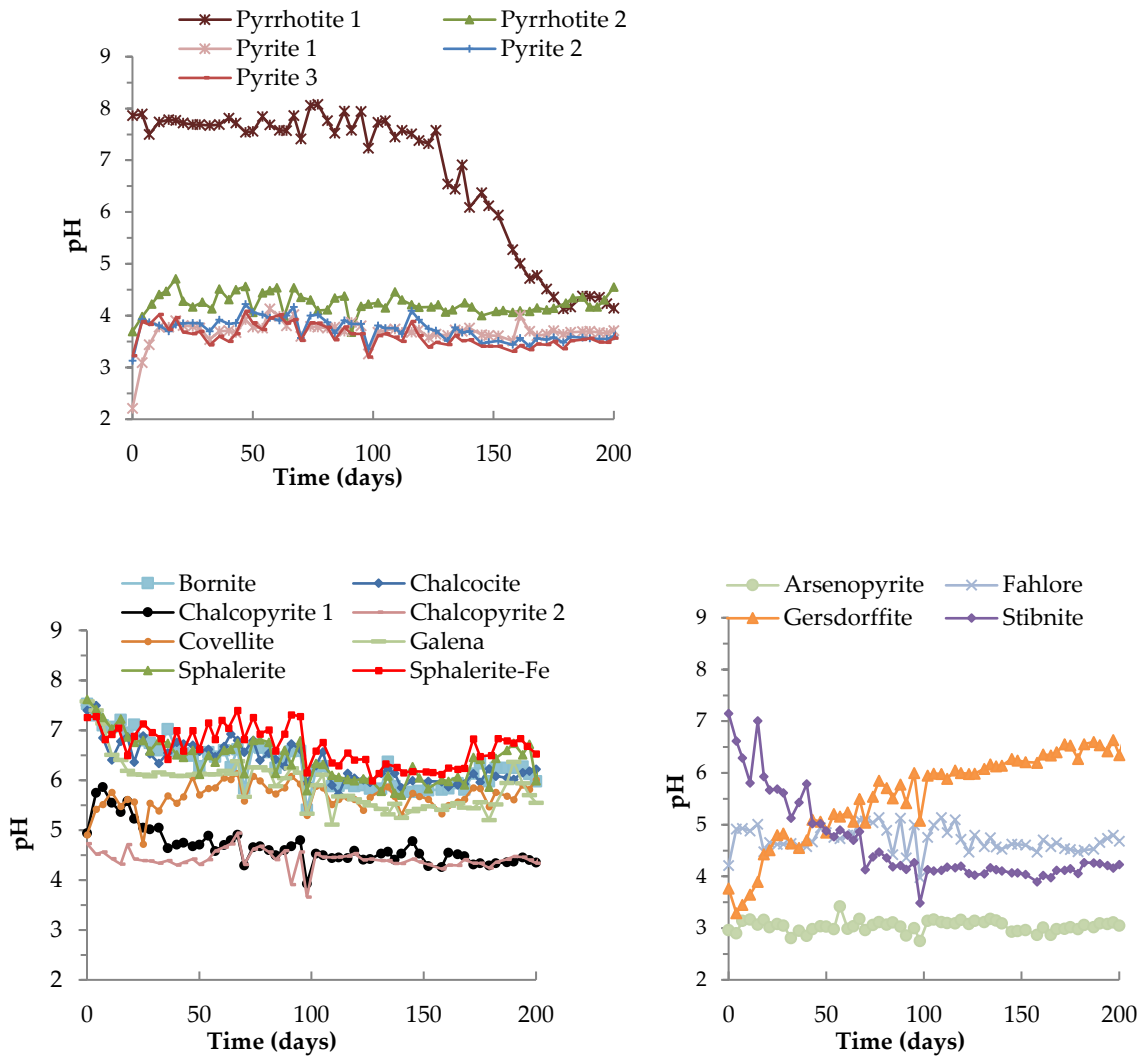 Pyrrhotite 1 Pyrrhotite 2
Pyrite 1 Pyrite 2
Pyrite 3
9
8
7
6
5
4
3
2
pH
0 50 100 150 200
Time (days)
Bornite Chalcocite
Chalcopyrite 1 Chalcopyrite 2
Covellite Galena
Sphalerite Sphalerite-Fe
9
8
7
6
5
4
3
2
pH
0 50 100 150 200
Time (days)
Arsenopyrite Fahlore
Gersdorffite Stibnite
9
8
7
6
5
4
3
2
pH
0 50 100 150 200
Time (days)